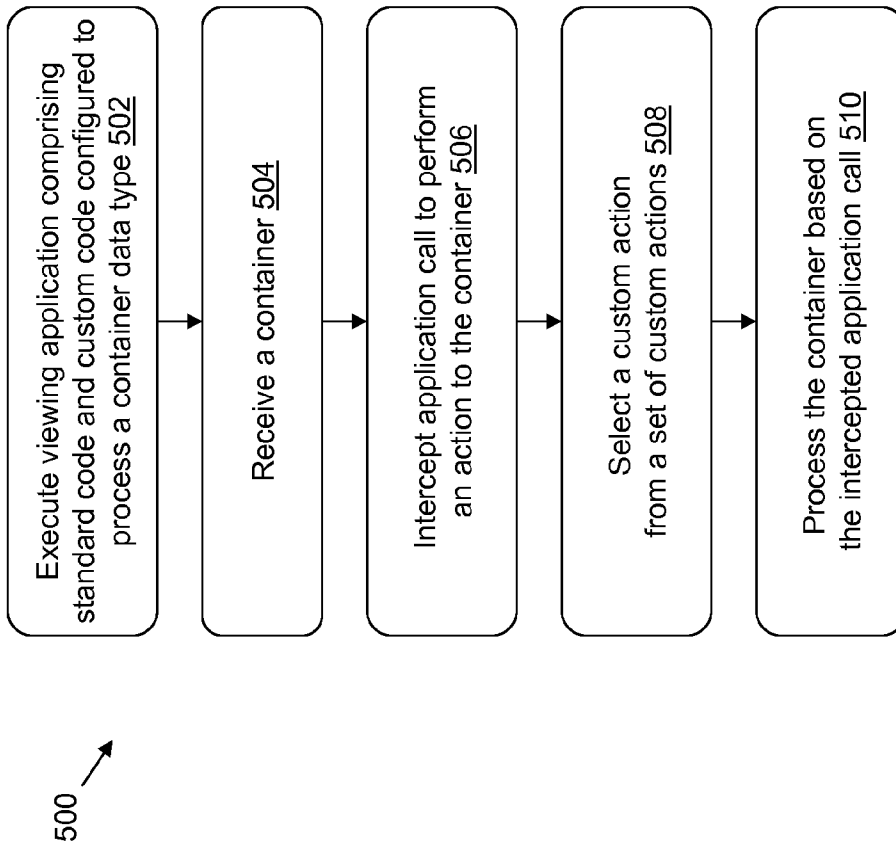 500
Execute viewing application comprising
standard code and custom code configured to
process a container data type 502
Receive a container 504
Intercept application call to perform
an action to the container 506
Select a custom action
from a set of custom actions 508
Process the container based on
the intercepted application call 510